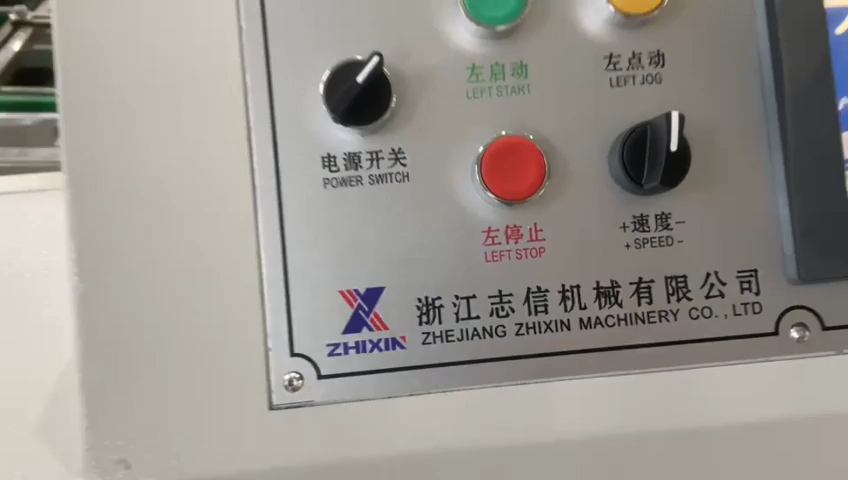 左启动
LEFT START
左点动
LEFT JOG
电源开关
POWER SWITCH
左停止
LEFT STOP
+速度-
+SPEED-
ZHIXIN
浙江志信机械有限公司
ZHEJIANG ZHIXIN MACHINERY CO., LTD